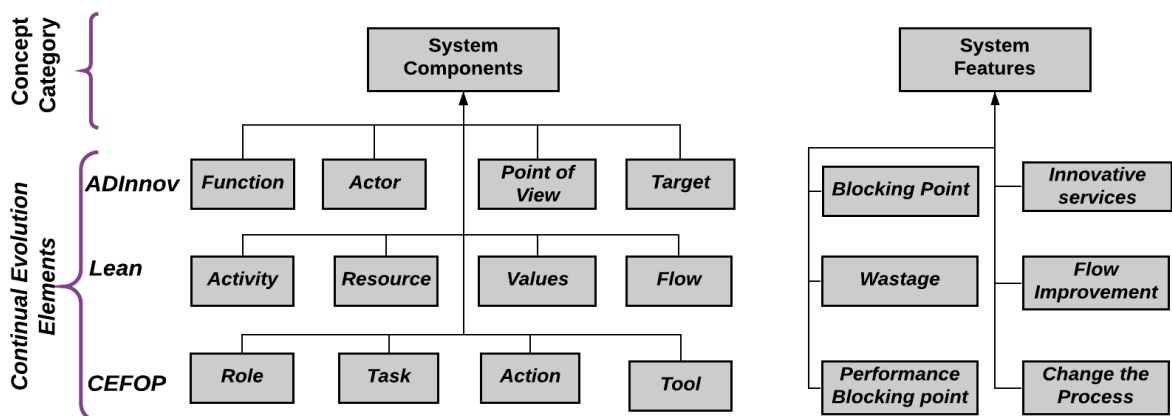 Concept
Category
System
Components
System
Features
Continual Evolution
Elements
ADInnov
Function
Actor
Point of
View
Target
Blocking Point
Innovative
services
Lean
Activity
Resource
Values
Flow
Wastage
Flow
Improvement
CEFOP
Role
Task
Action
Tool
Performance
Blocking point
Change the
Process